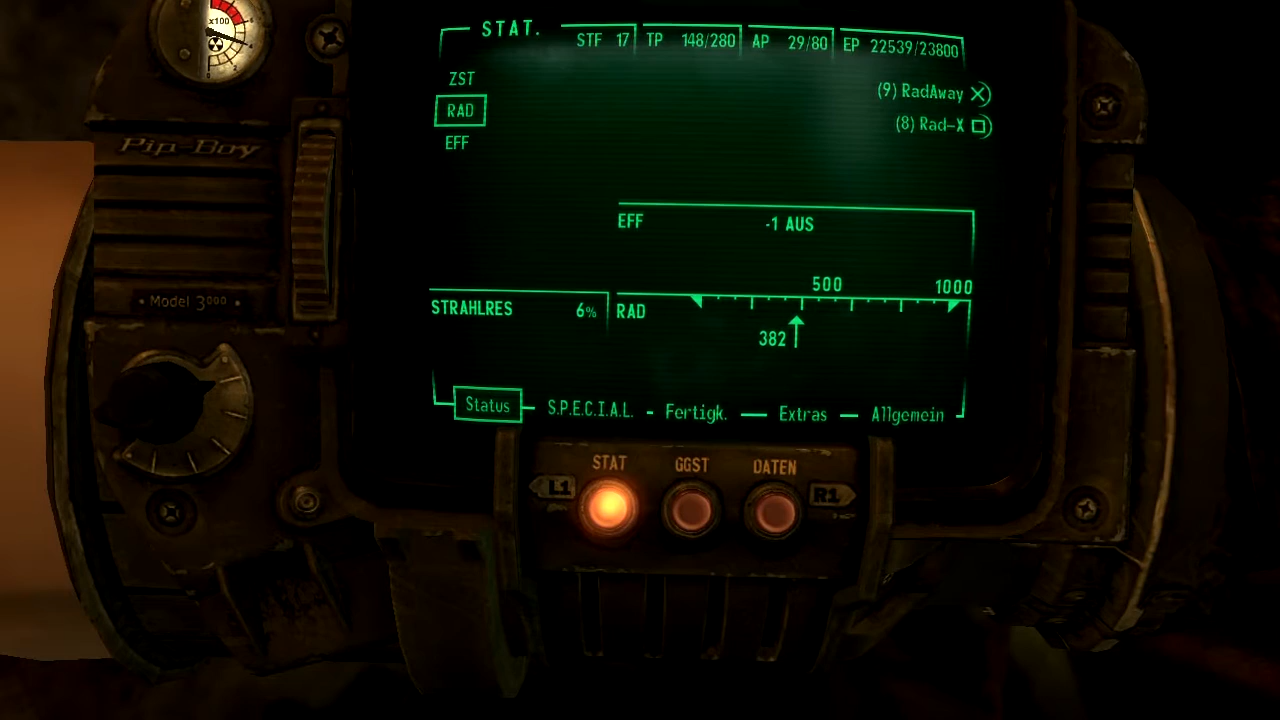 x100
STAT.
STF 17 TP 148/280 AP 29/80 EP 22539/23800
ZST
RAD
EFF
(9) RadAway
(8) Rad-X
Pip-Boy
EFF -1 AUS
500 1000
• Model 3000 •
STRAHLRES 6% RAD
382
Status S.P.E.C.I.A.L. Fertigk. Extras Allgemein
STAT GGST DATEN
L1 R1